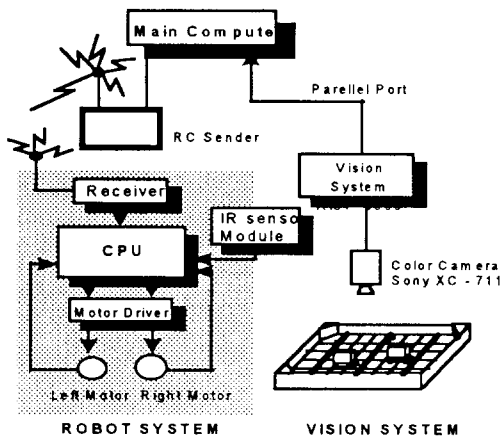 Main Compute
Parellel Port
RC Sender
Vision
System
Receiver
IR senso
Module
CPU
Color Camera
Sony XC - 711
Motor Driver
Left Motor Right Motor
ROBOT SYSTEM
VISION SYSTEM